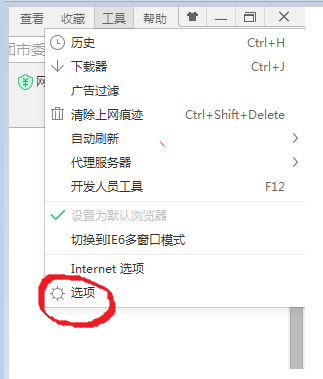 查看 收藏 工具 帮助
团市委
网
历史 Ctrl+H
下载器 Ctrl+J
广告过滤
清除上网痕迹 Ctrl+Shift+Delete
自动刷新
代理服务器
开发人员工具 F12
设置为默认浏览器
切换到IE6多窗口模式
Internet 选项
选项